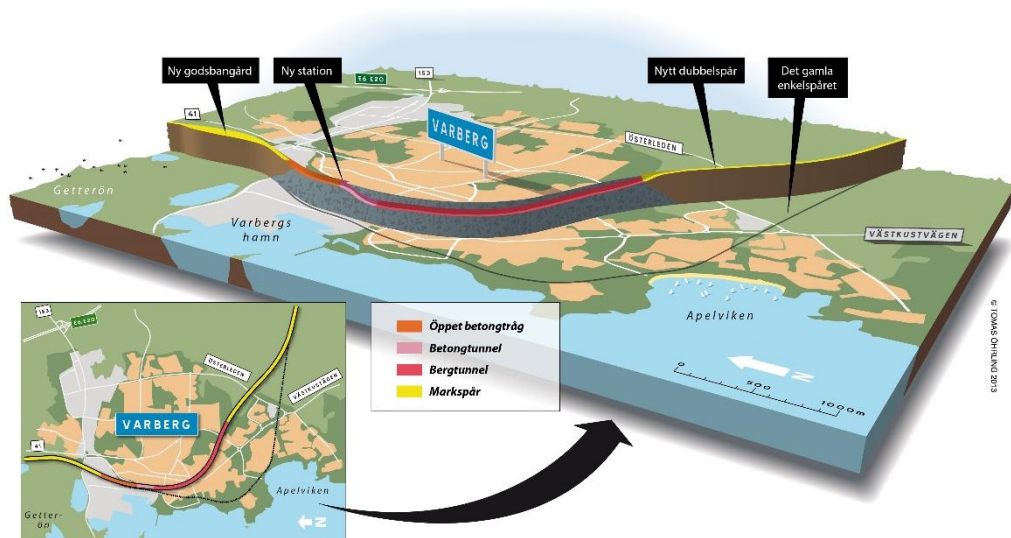 Ny godsbangård
Ny station
E6 E20
153
Nytt dubbelspår
Det gamla
enkelspåret
41
VARBERG
ÖSTERLEDEN
Getterön
Varbergs
hamn
VÄSTKUSTVÄGEN
Apelviken
N
0
500
1000m
© TOMAS ÖHRLING 2013
Öppet betongtråg
Betongtunnel
Bergtunnel
Markspår
153
E6 E20
ÖSTERLEDEN
VÄSTKUSTVÄGEN
VARBERG
41
Getter-
ön
Apelviken
N